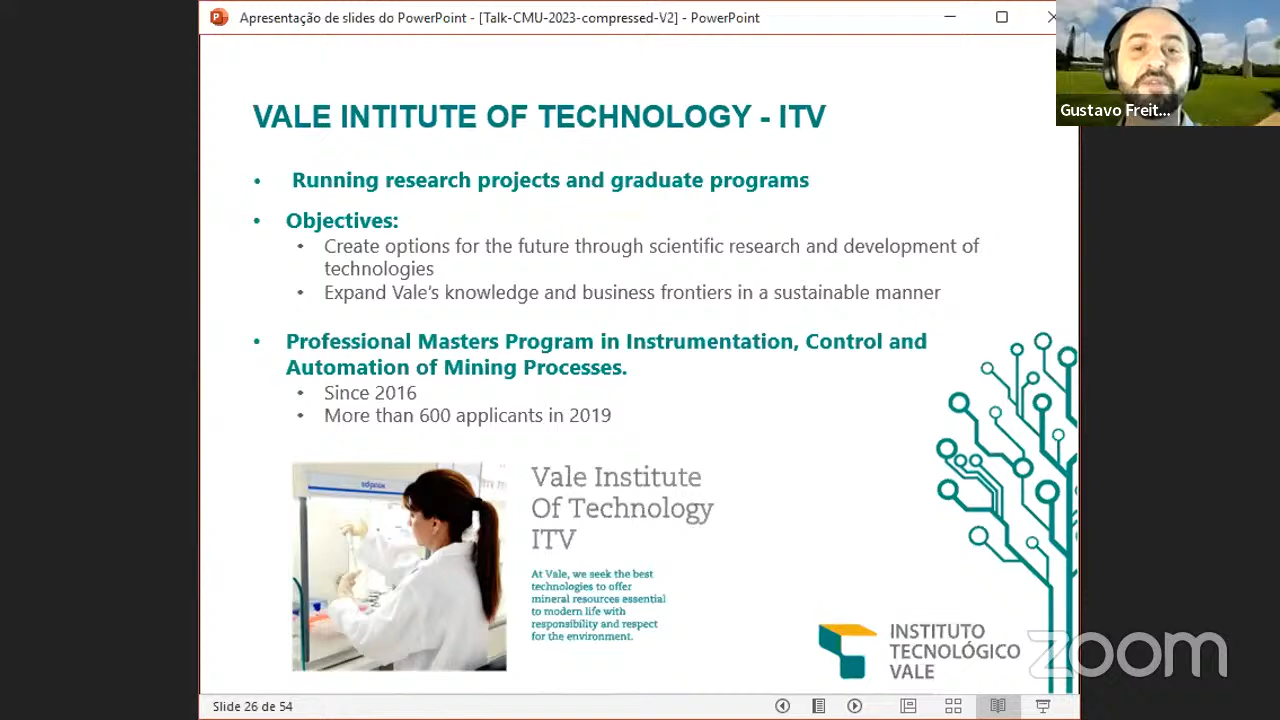 Apresentação de slides do PowerPoint - [Talk-CMU-2023-compressed-V2] - PowerPoint
Gustavo Freit...
VALE INTITUTE OF TECHNOLOGY - ITV
• Running research projects and graduate programs
• Objectives:
• Create options for the future through scientific research and development of
technologies
• Expand Vale's knowledge and business frontiers in a sustainable manner
• Professional Masters Program in Instrumentation, Control and
Automation of Mining Processes.
• Since 2016
• More than 600 applicants in 2019
Vale Institute
Of Technology
ITV
At Vale, we seek the best
technologies to offer
mineral resources essential
to modern life with
responsibility and respect
for the environment.
INSTITUTO
TECNOLÓGICO
VALE
zoom
Slide 26 de 54